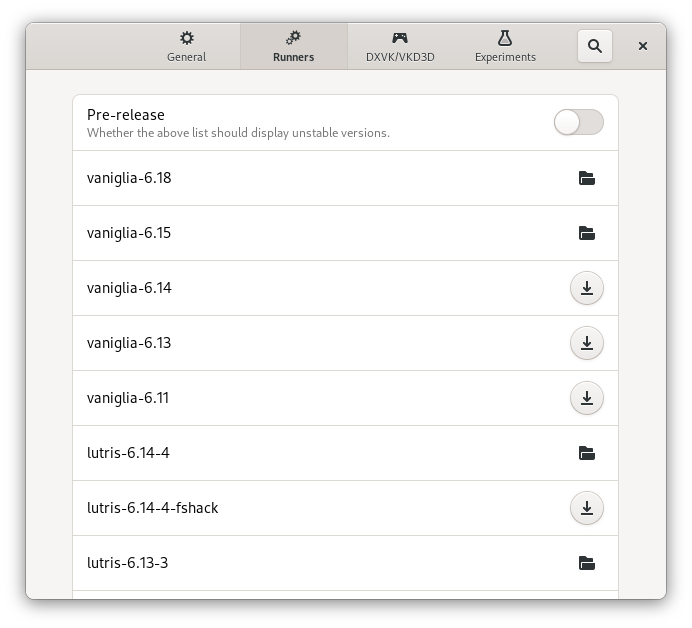 General
Runners
DXVK/VKD3D
Experiments
Pre-release
Whether the above list should display unstable versions.
vaniglia-6.18
vaniglia-6.15
vaniglia-6.14
vaniglia-6.13
vaniglia-6.11
lutris-6.14-4
lutris-6.14-4-fshack
lutris-6.13-3